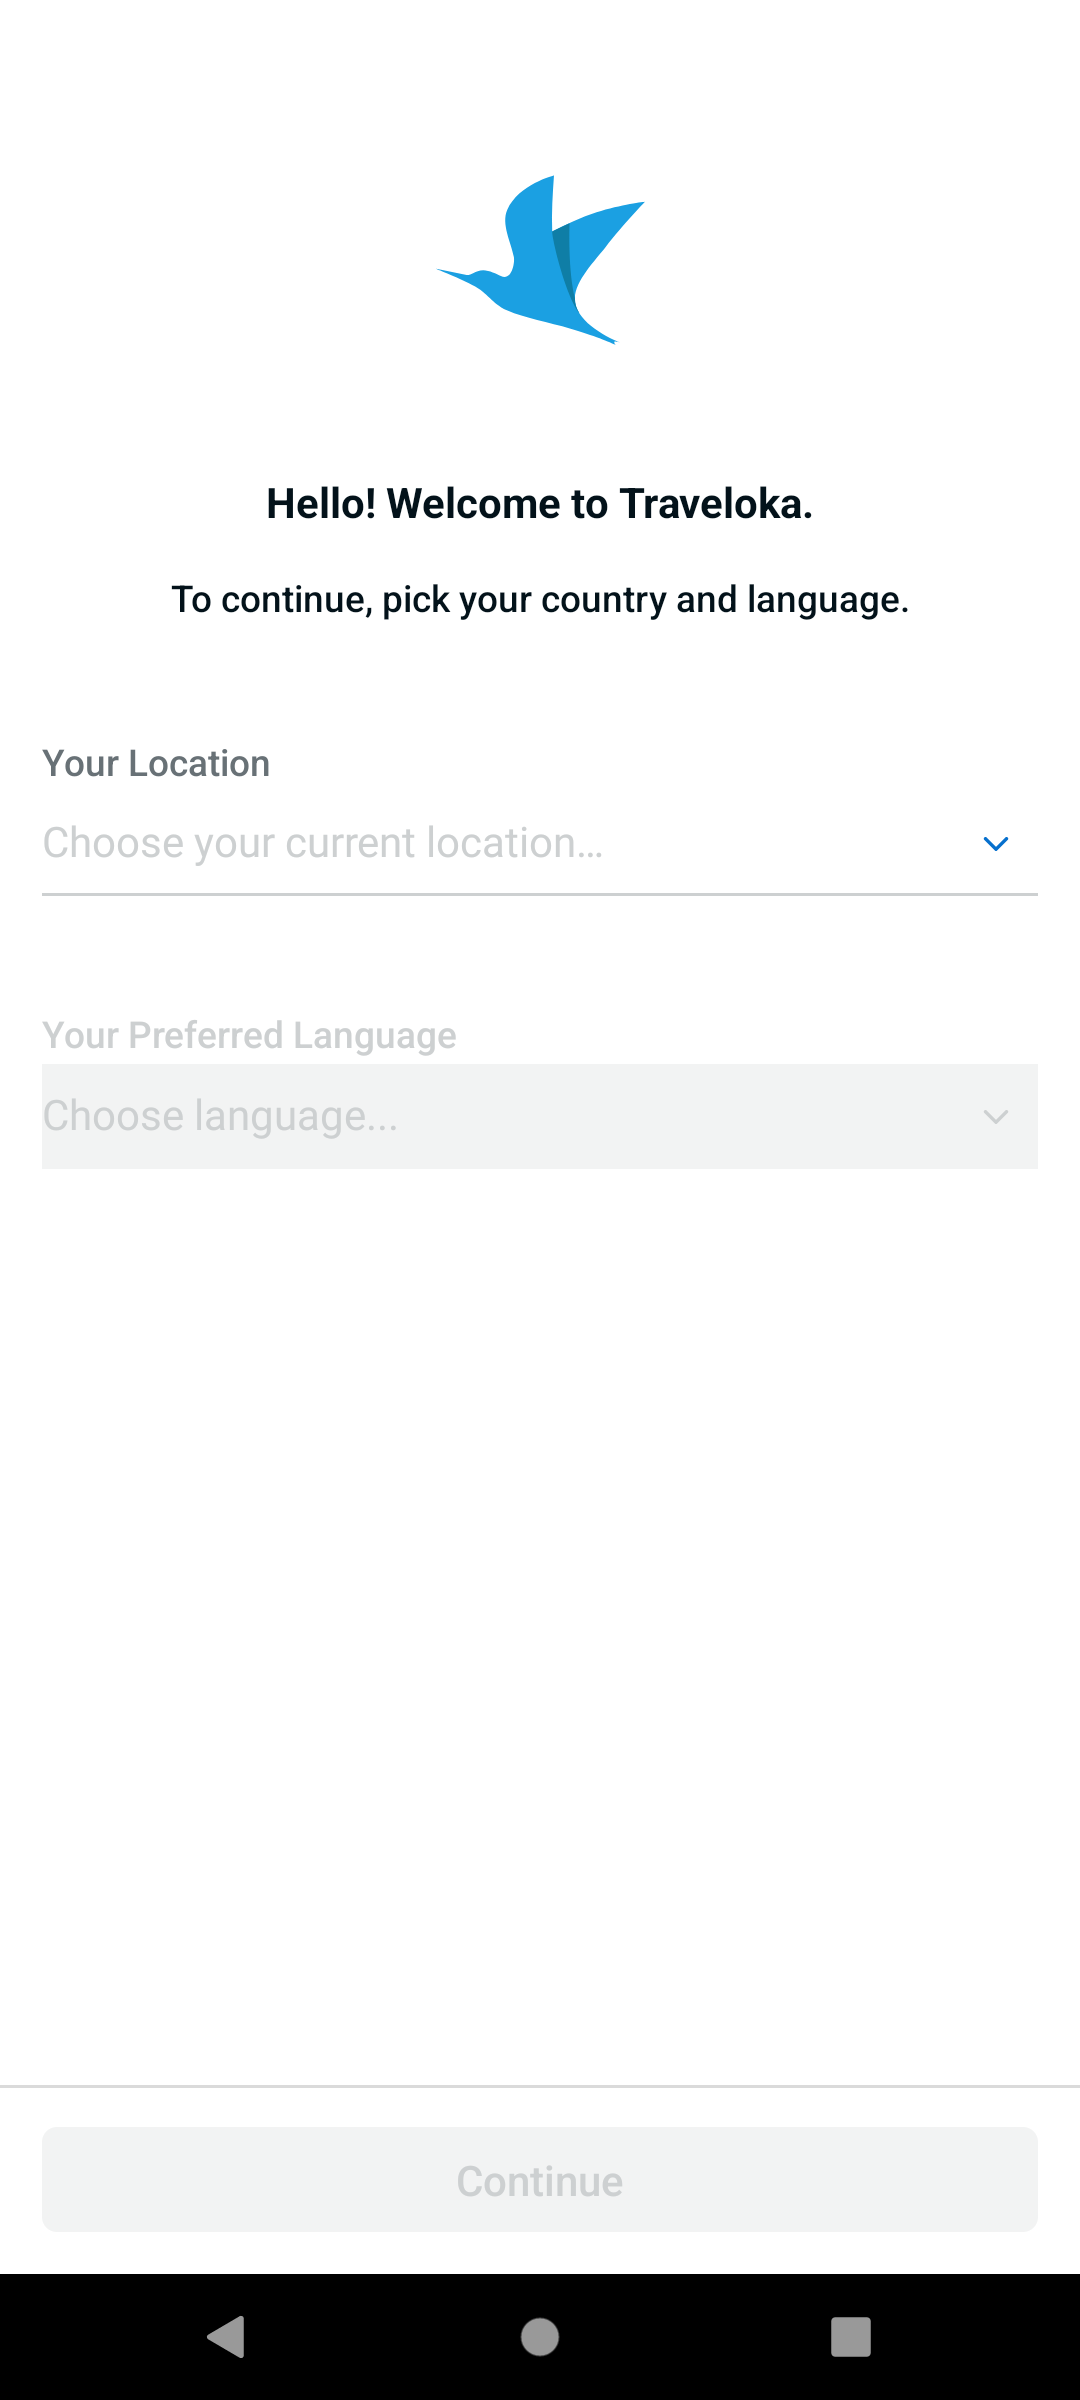 Hello! Welcome to Traveloka.
To continue, pick your country and language.
Your Location
Choose your current location...
Your Preferred Language
Choose language...
Continue